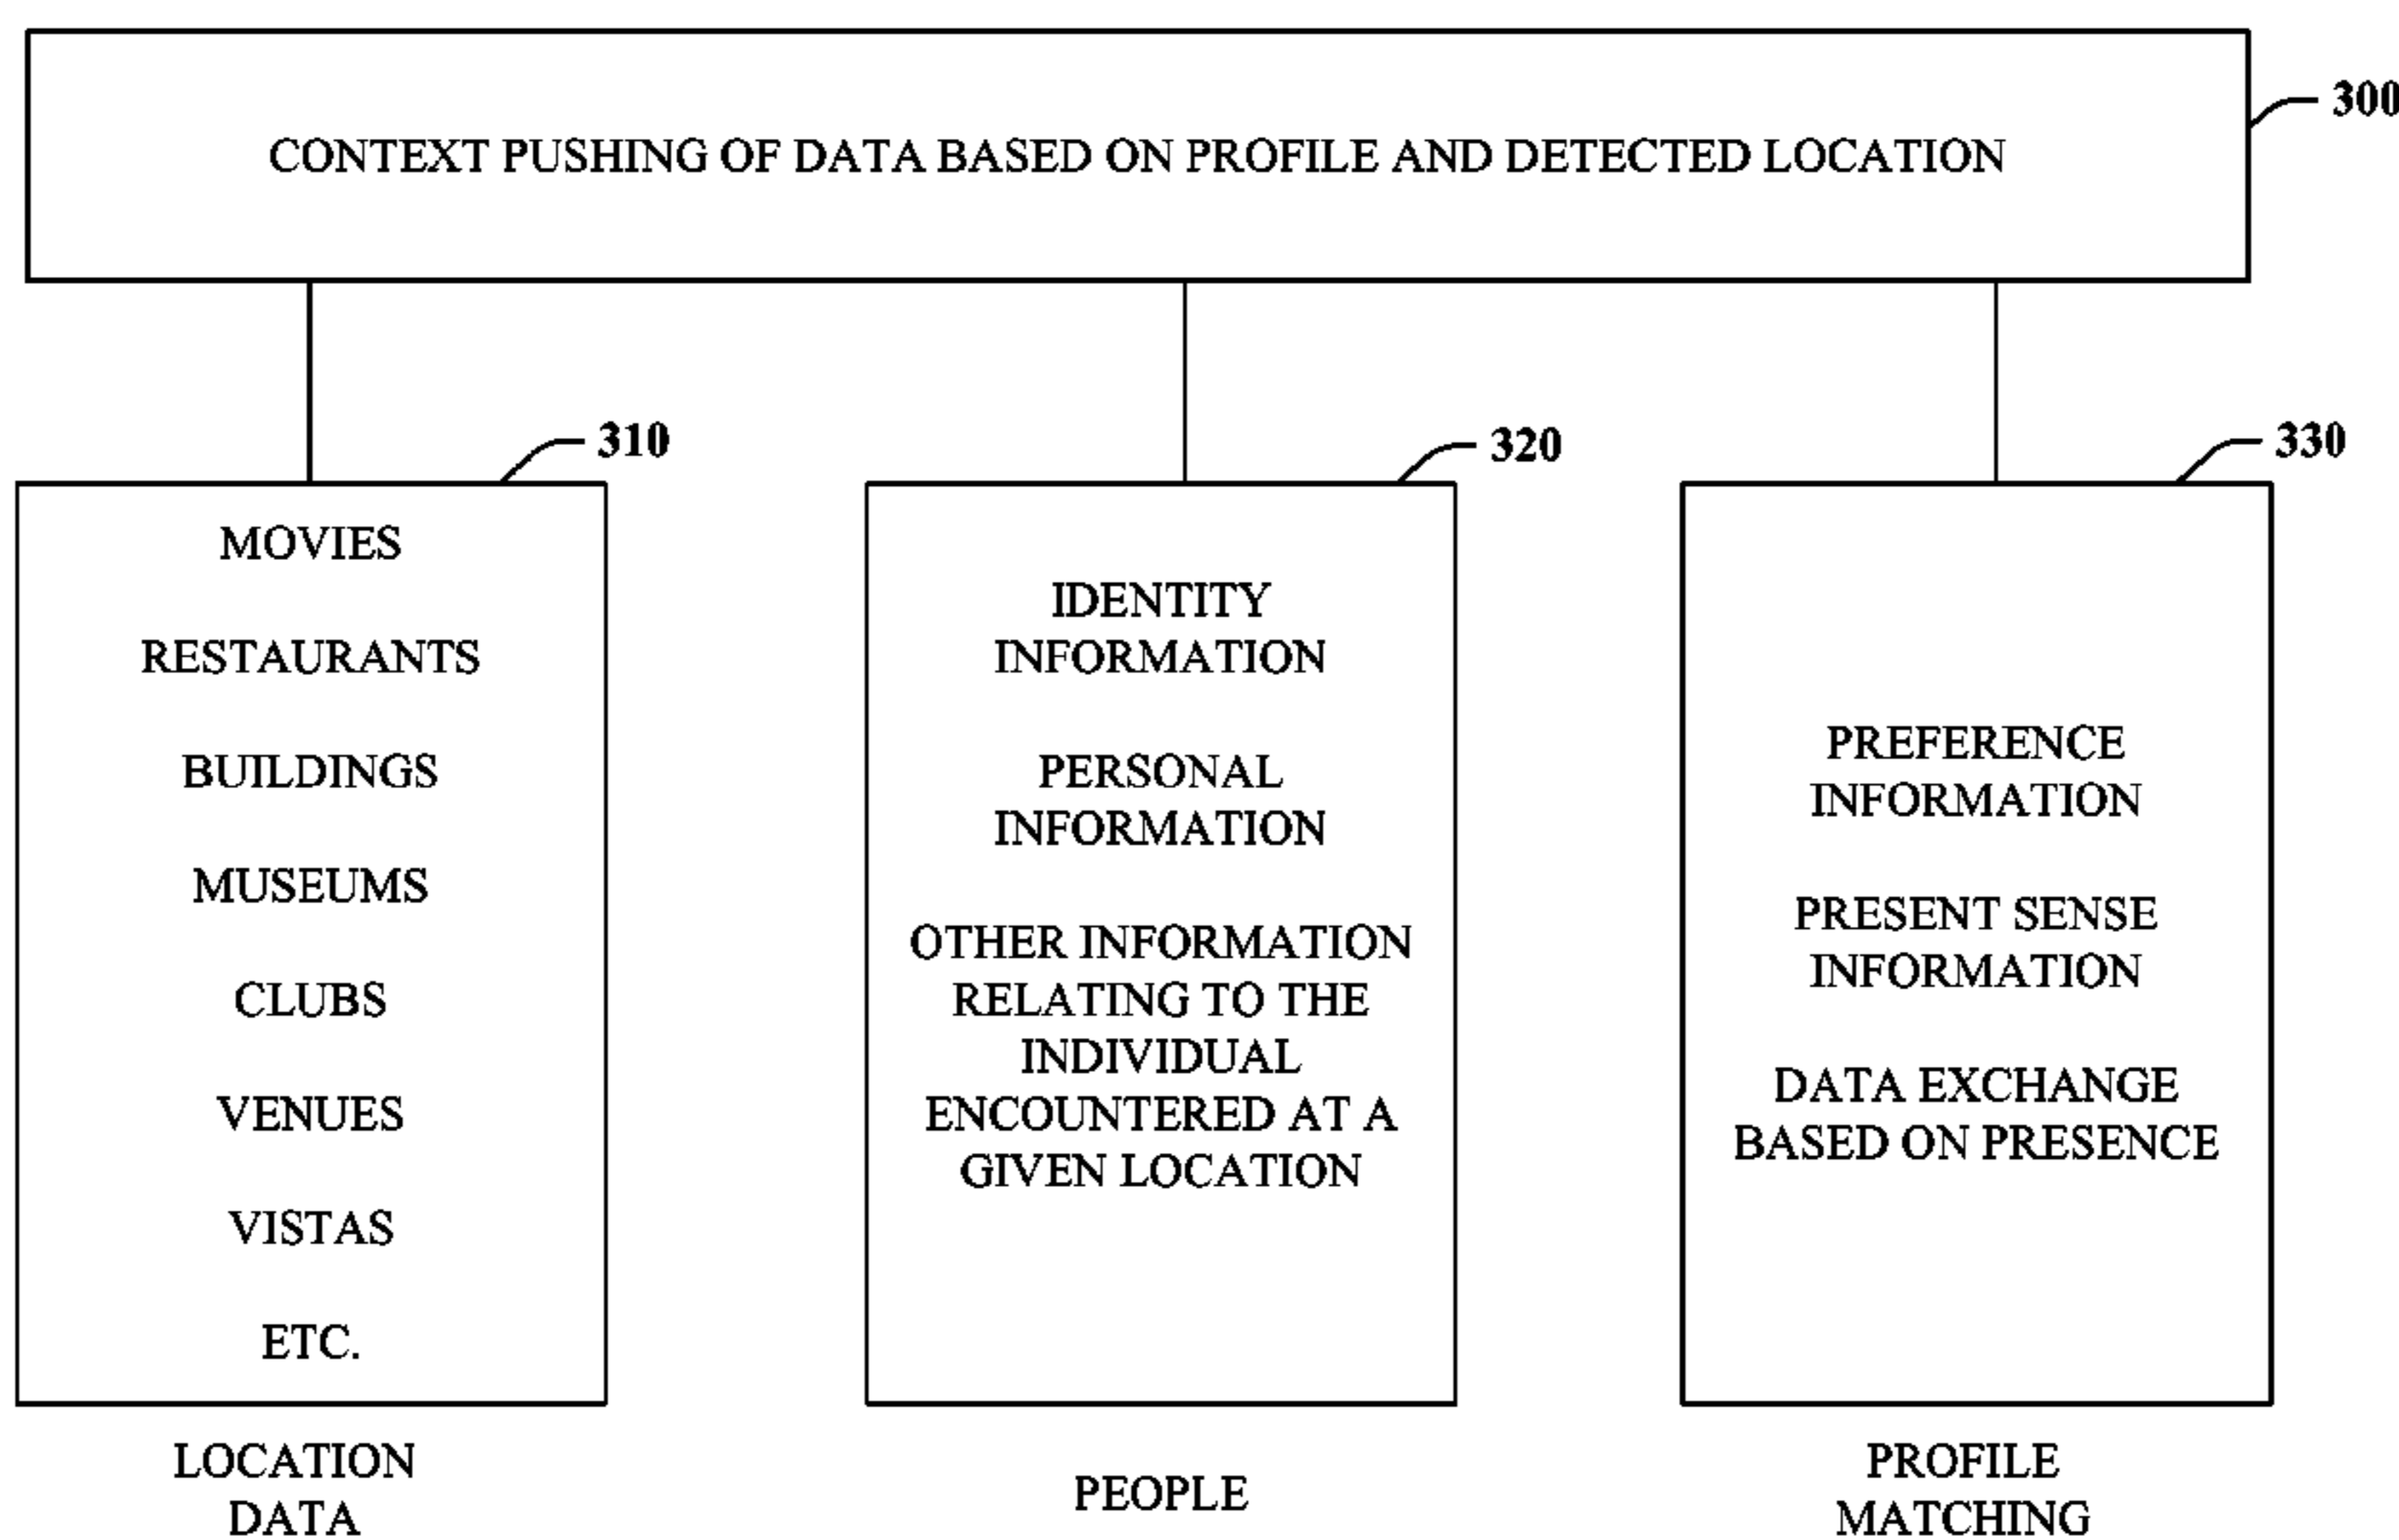 CONTEXT PUSHING OF DATA BASED ON PROFILE AND DETECTED LOCATION
300
310
MOVIES
RESTAURANTS
BUILDINGS
MUSEUMS
CLUBS
VENUES
VISTAS
ETC.
LOCATION
DATA
320
IDENTITY
INFORMATION
PERSONAL
INFORMATION
OTHER INFORMATION
RELATING TO THE
INDIVIDUAL
ENCOUNTERED AT A
GIVEN LOCATION
PEOPLE
330
PREFERENCE
INFORMATION
PRESENT SENSE
INFORMATION
DATA EXCHANGE
BASED ON PRESENCE
PROFILE
MATCHING